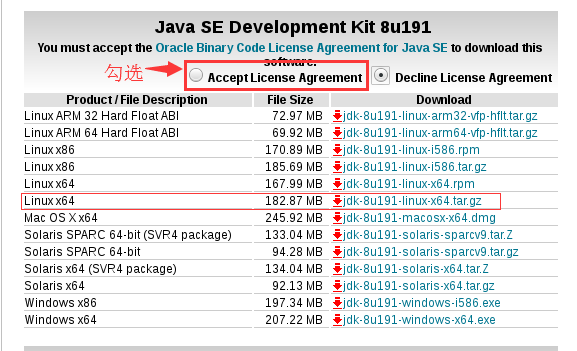 Java SE Development Kit 8u191
You must accept the Oracle Binary Code License Agreement for Java SE to download this
software.
勾选 Accept License Agreement Decline License Agreement
Product / File Description File Size Download
Linux ARM 32 Hard Float ABI 72.97 MB jdk-8u191-linux-arm32-vfp-hflt.tar.gz
Linux ARM 64 Hard Float ABI 69.92 MB jdk-8u191-linux-arm64-vfp-hflt.tar.gz
Linux x86 170.89 MB jdk-8u191-linux-i586.rpm
Linux x86 185.69 MB jdk-8u191-linux-i586.tar.gz
Linux x64 167.99 MB jdk-8u191-linux-x64.rpm
Linux x64 182.87 MB jdk-8u191-linux-x64.tar.gz
Mac OS X x64 245.92 MB jdk-8u191-macosx-x64.dmg
Solaris SPARC 64-bit (SVR4 package) 133.04 MB jdk-8u191-solaris-sparcv9.tar.Z
Solaris SPARC 64-bit 94.28 MB jdk-8u191-solaris-sparcv9.tar.gz
Solaris x64 (SVR4 package) 134.04 MB jdk-8u191-solaris-x64.tar.Z
Solaris x64 92.13 MB jdk-8u191-solaris-x64.tar.gz
Windows x86 197.34 MB jdk-8u191-windows-i586.exe
Windows x64 207.22 MB jdk-8u191-windows-x64.exe